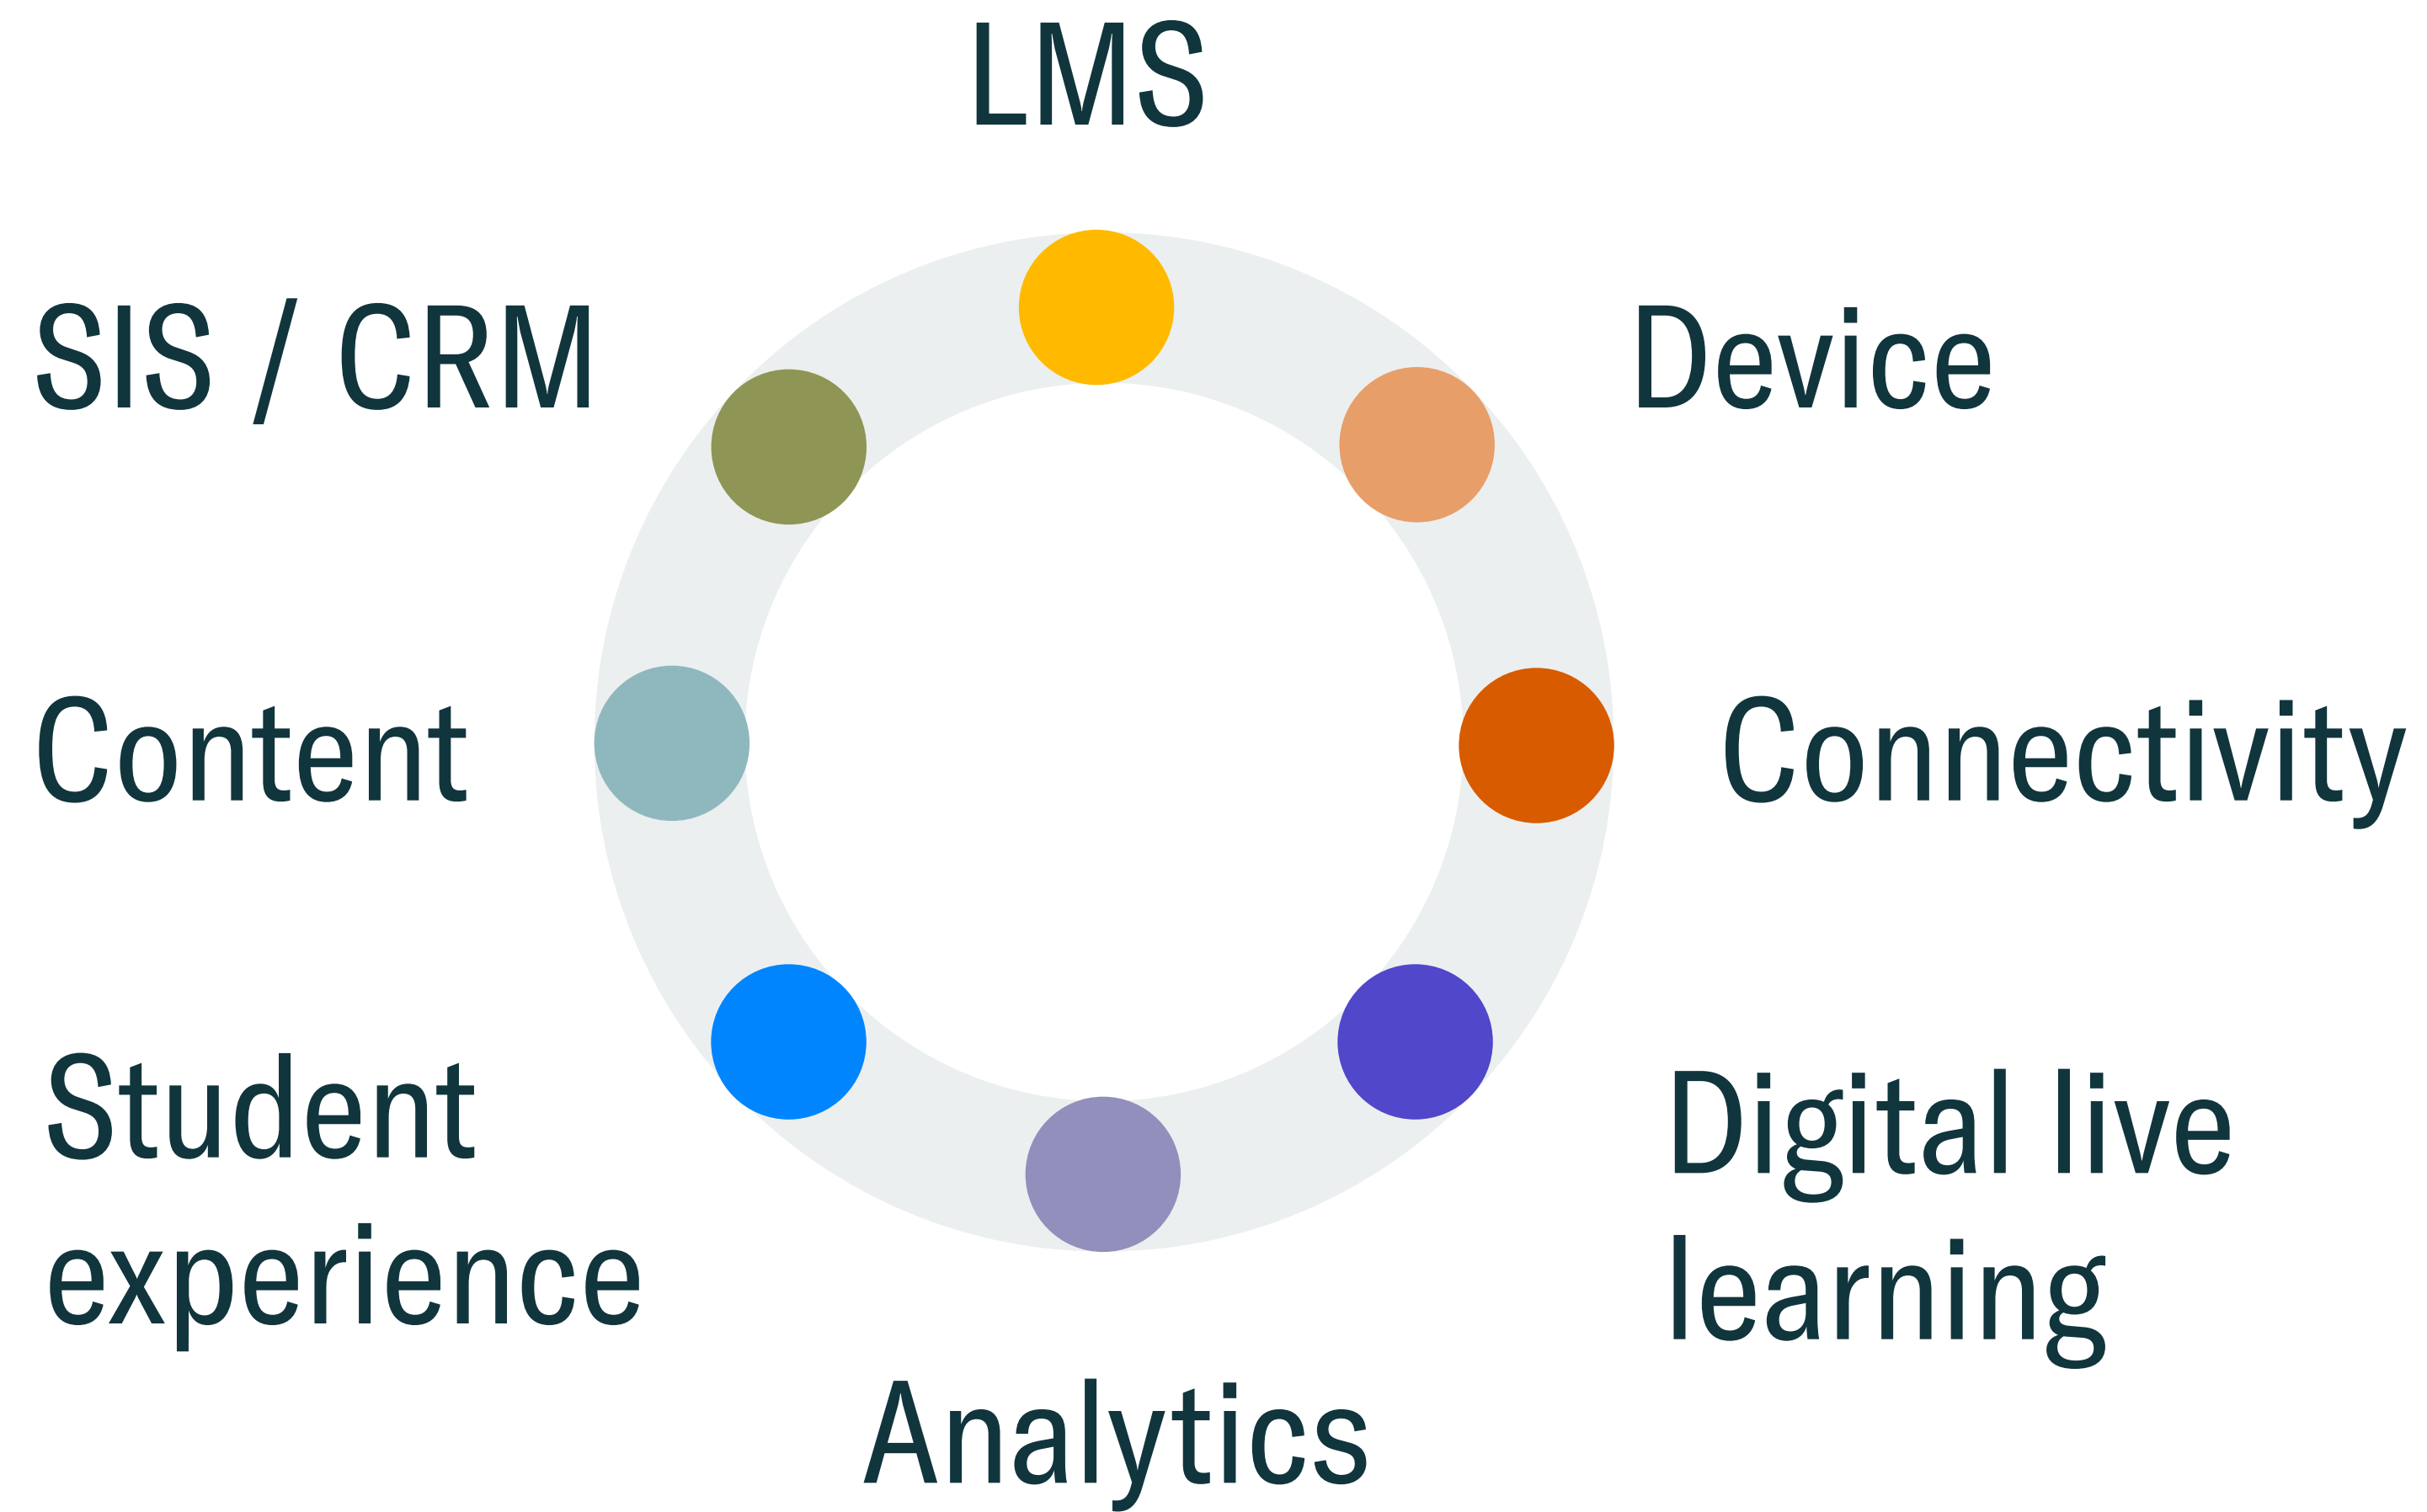 LMS
SIS / CRM
Device
Content
Connectivity
Student
experience
Digital live
learning
Analytics